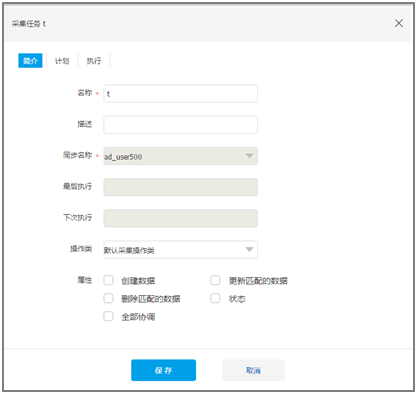 采集任务 t
简介 计划 执行
名称 * t
描述
同步名称 * ad_user500
最后执行
下次执行
操作类 默认采集操作类
属性 创建数据 更新匹配的数据
删除匹配的数据 状态
全部协调
保存 取消